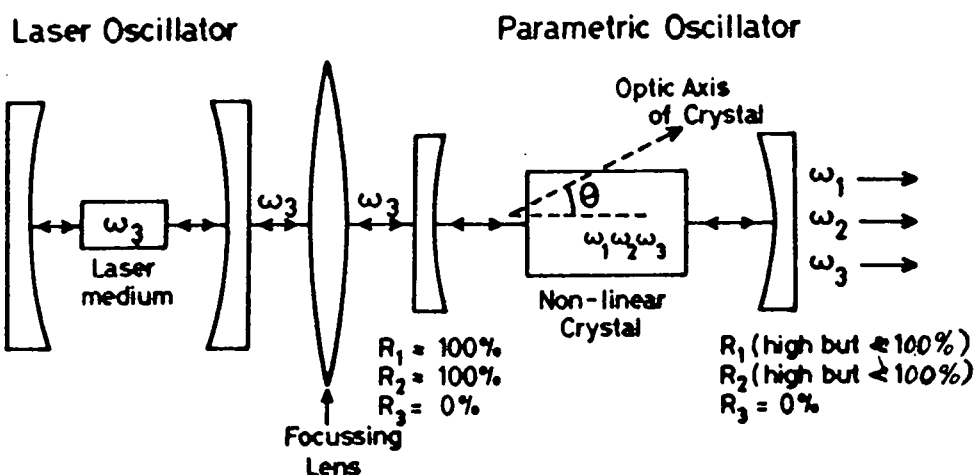 Laser Oscillator
Parametric Oscillator
Optic Axis
of Crystal
ω₃
ω₃
ω₃
θ
ω₁ω₂ω₃
ω₁
ω₂
ω₃
Laser
medium
Non-linear
Crystal
R₁ = 100%
R₂ = 100%
R₃ = 0%
R₁ (high but < 100%)
R₂ (high but < 100%)
R₃ = 0%
Focussing
Lens